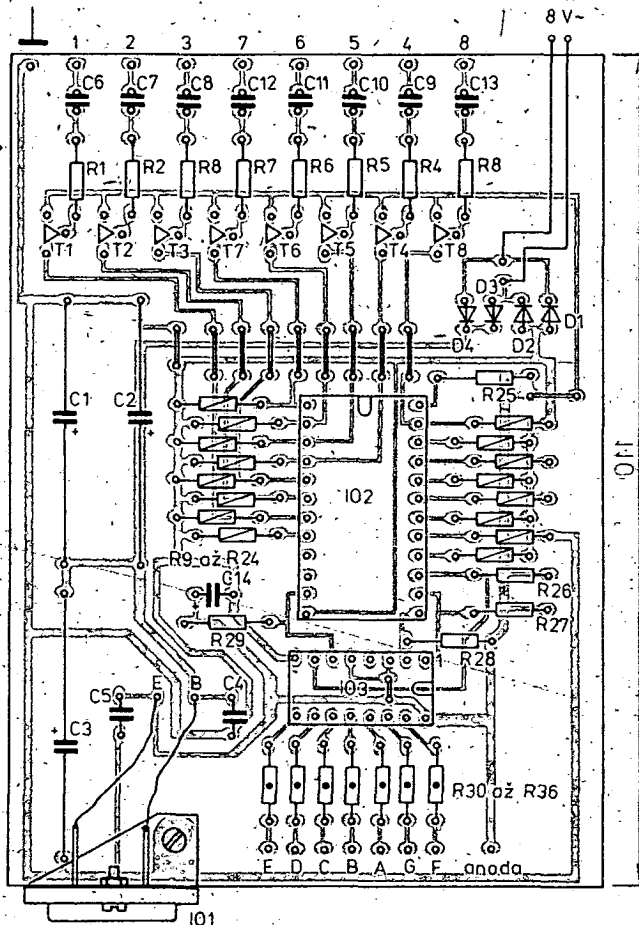 8 V~
1 2 3 7 6 5 4 8
C6 C7 C8 C12 C11 C10 C9 C13
R1 R2 R8 R7 R6 R5 R4 R8
T1 T2 T3 T7 T6 T5 T4 T8
D3 D1
D4 D2
C1 C2
R25
110
IO2
R9 až R24
C14
R26
R29
R27
R28
1
IO3
E B
C5 C4
C3
R30 až R36
E D C B A G F anoda
IO1